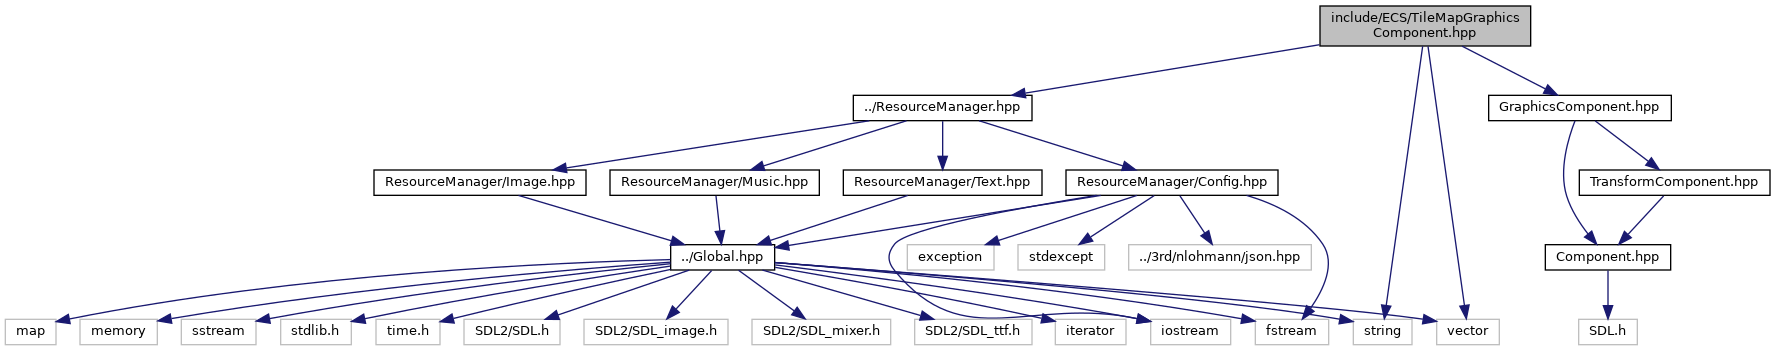 include/ECS/TileMapGraphics
Component.hpp
../ResourceManager.hpp
GraphicsComponent.hpp
ResourceManager/Image.hpp
ResourceManager/Music.hpp
ResourceManager/Text.hpp
ResourceManager/Config.hpp
TransformComponent.hpp
../Global.hpp
exception
stdexcept
../3rd/nlohmann/json.hpp
Component.hpp
map
memory
sstream
stdlib.h
time.h
SDL2/SDL.h
SDL2/SDL_image.h
SDL2/SDL_mixer.h
SDL2/SDL_ttf.h
iterator
iostream
fstream
string
vector
SDL.h